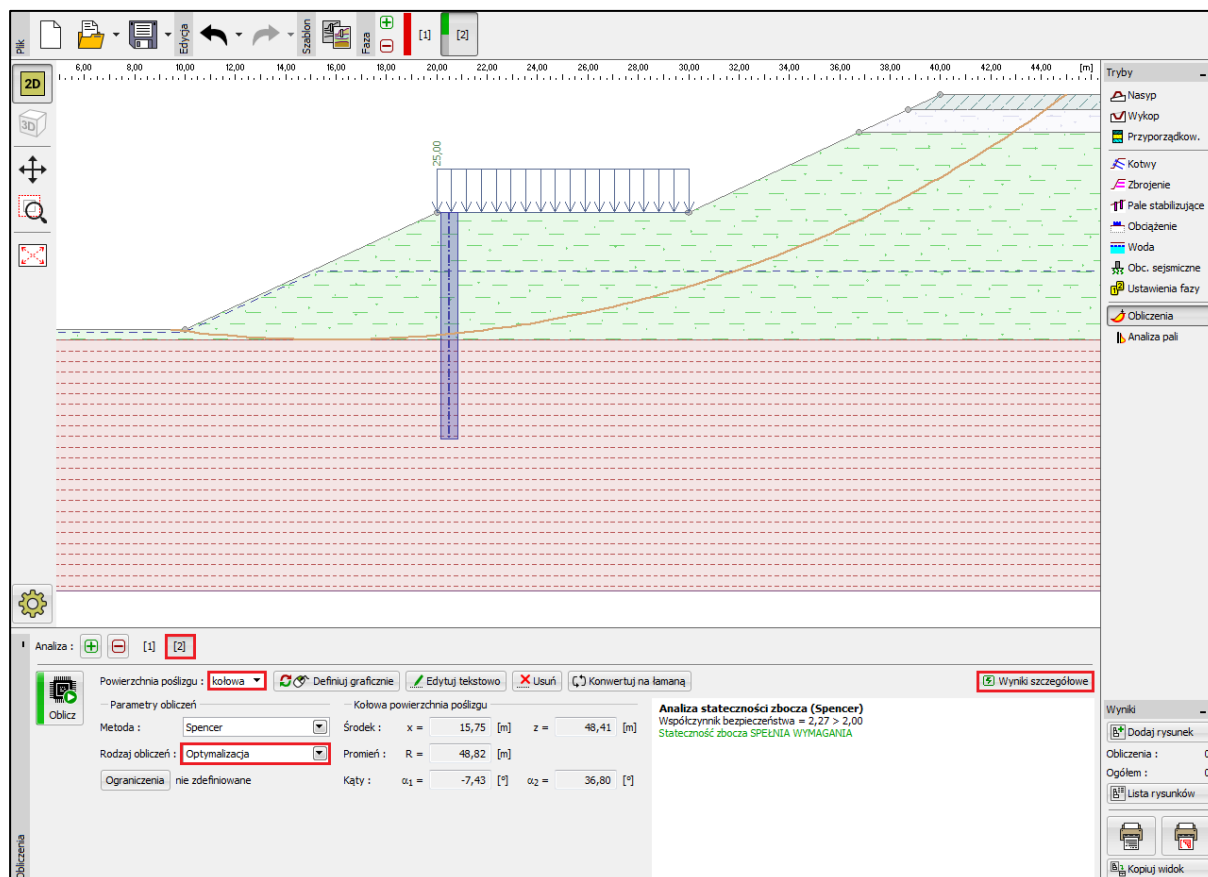 Plik
Edycja
Szablon
Faza
[1]
[2]
6,00 8,00 10,00 12,00 14,00 16,00 18,00 20,00 22,00 24,00 26,00 28,00 30,00 32,00 34,00 36,00 38,00 40,00 42,00 44,00 [m]
2D
3D
25,00
Tryby
Nasyp
Wykop
Przyporządkow.
Kotwy
Zbrojenie
Pale stabilizujące
Obciążenie
Woda
Obc. sejsmiczne
Ustawienia fazy
Obliczenia
Analiza pali
Analiza : [1] [2]
Oblicz
Powierzchnia poślizgu : kołowa Definiuj graficznie Edytuj tekstowo Usuń Konwertuj na łamaną Wyniki szczegółowe
Parametry obliczeń
Metoda : Spencer
Rodzaj obliczeń : Optymalizacja
Ograniczenia nie zdefiniowane
Kołowa powierzchnia poślizgu
Środek : x = 15,75 [m] z = 48,41 [m]
Promień : R = 48,82 [m]
Kąty : α1 = -7,43 [°] α2 = 36,80 [°]
Analiza stateczności zbocza (Spencer)
Współczynnik bezpieczeństwa = 2,27 > 2,00
Stateczność zbocza SPEŁNIA WYMAGANIA
Obliczenia
Wyniki
Dodaj rysunek
Obliczenia : 0
Ogółem : 0
Lista rysunków
Kopiuj widok